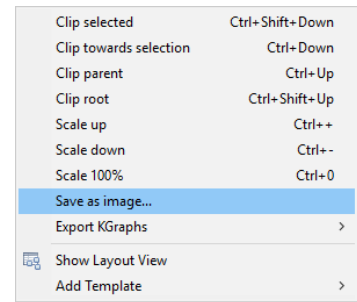 Clip selected Ctrl+Shift+Down
Clip towards selection Ctrl+Down
Clip parent Ctrl+Up
Clip root Ctrl+Shift+Up
Scale up Ctrl++
Scale down Ctrl+-
Scale 100% Ctrl+0
Save as image...
Export KGraphs
Show Layout View
Add Template